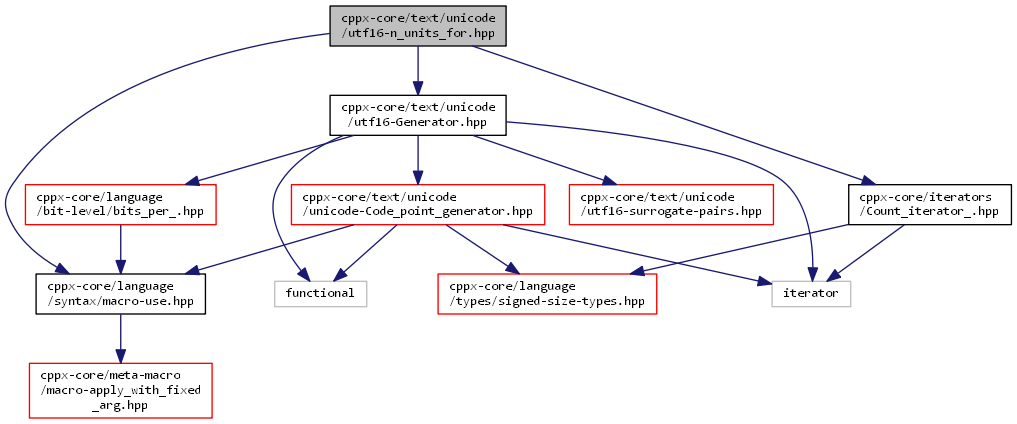 cppx-core/text/unicode
/utf16-n_units_for.hpp
cppx-core/text/unicode
/utf16-Generator.hpp
cppx-core/language
/bit-level/bits_per_.hpp
cppx-core/text/unicode
/unicode-Code_point_generator.hpp
cppx-core/text/unicode
/utf16-surrogate-pairs.hpp
cppx-core/iterators
/Count_iterator_.hpp
cppx-core/language
/syntax/macro-use.hpp
functional
cppx-core/language
/types/signed-size-types.hpp
iterator
cppx-core/meta-macro
/macro-apply_with_fixed
_arg.hpp